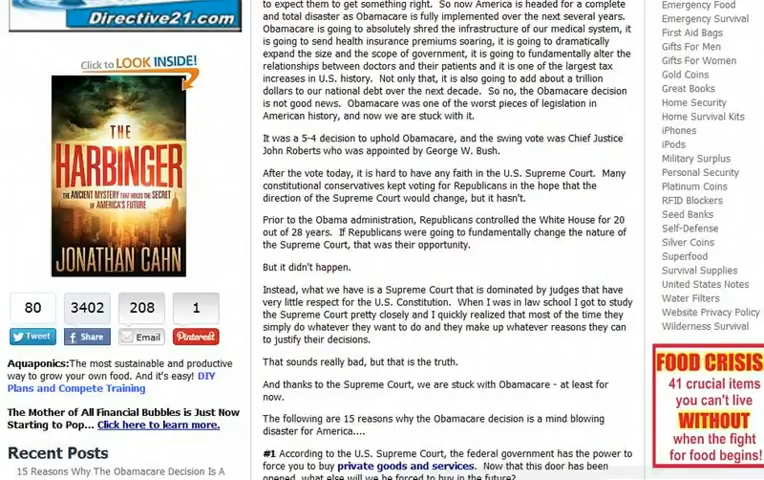 Directive21.com
Click to LOOK INSIDE!
THE
HARBINGER
THE ANCIENT MYSTERY THAT HOLDS THE SECRET
OF AMERICA'S FUTURE
JONATHAN CAHN
80
3402
208
1
Tweet
Share
Email
Pinterest
Aquaponics:The most sustainable and productive
way to grow your own food. And it's easy! DIY
Plans and Compete Training
The Mother of All Financial Bubbles is Just Now
Starting to Pop... Click here to learn more.
Recent Posts
15 Reasons Why The Obamacare Decision Is A
to expect them to get something right. So now America is headed for a complete
and total disaster as Obamacare is fully implemented over the next several years.
Obamacare is going to absolutely shred the infrastructure of our medical system, it
is going to send health insurance premiums soaring, it is going to dramatically
expand the size and the scope of government, it is going to fundamentally alter the
relationships between doctors and their patients and it is one of the largest tax
increases in U.S. history. Not only that, it is also going to add about a trillion
dollars to our national debt over the next decade. So no, the Obamacare decision
is not good news. Obamacare was one of the worst pieces of legislation in
American history, and now we are stuck with it.
It was a 5-4 decision to uphold Obamacare, and the swing vote was Chief Justice
John Roberts who was appointed by George W. Bush.
After the vote today, it is hard to have any faith in the U.S. Supreme Court. Many
constitutional conservatives kept voting for Republicans in the hope that the
direction of the Supreme Court would change, but it hasn't.
Prior to the Obama administration, Republicans controlled the White House for 20
out of 28 years. If Republicans were going to fundamentally change the nature of
the Supreme Court, that was their opportunity.
But it didn't happen.
Instead, what we have is a Supreme Court that is dominated by judges that have
very little respect for the U.S. Constitution. When I was in law school I got to study
the Supreme Court pretty closely and I quickly realized that most of the time they
simply do whatever they want to do and they make up whatever reasons they can
to justify their decisions.
That sounds really bad, but that is the truth.
And thanks to the Supreme Court, we are stuck with Obamacare - at least for
now.
The following are 15 reasons why the Obamacare decision is a mind blowing
disaster for America....
#1 According to the U.S. Supreme Court, the federal government has the power to
force you to buy private goods and services. Now that this door has been
opened, what else will we be forced to buy in the future?
Emergency Food
Emergency Survival
First Aid Bags
Gifts For Men
Gifts For Women
Gold Coins
Great Books
Home Security
Home Survival Kits
iPhones
iPods
Military Surplus
Personal Security
Platinum Coins
RFID Blockers
Seed Banks
Self-Defense
Silver Coins
Superfood
Survival Supplies
United States Notes
Water Filters
Website Privacy Policy
Wilderness Survival
FOOD CRISIS
41 crucial items
you can't live
WITHOUT
when the fight
for food begins!